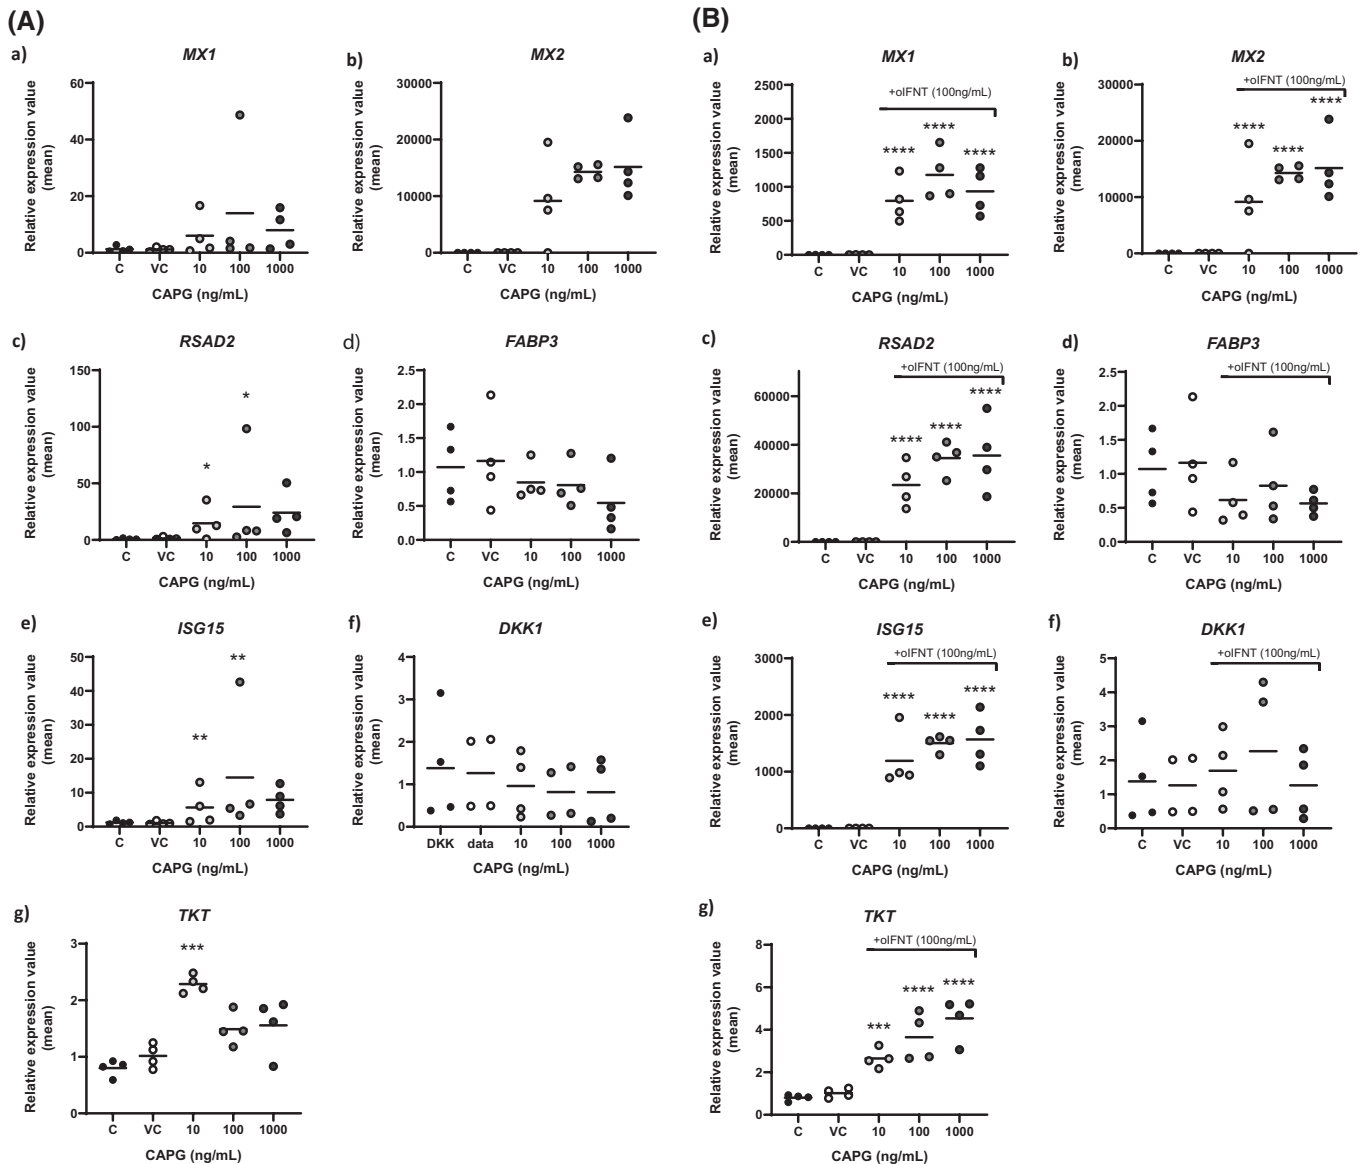 (A)
a)
MX1
Relative expression value
(mean)
60
40
20
0
C VC 10 100 1000
CAPG (ng/mL)
b)
MX2
Relative expression value
(mean)
30000
20000
10000
0
C VC 10 100 1000
CAPG (ng/mL)
c)
RSAD2
Relative expression value
(mean)
150
100
50
0
*
*
C VC 10 100 1000
CAPG (ng/mL)
d)
FABP3
Relative expression value
(mean)
2.5
2.0
1.5
1.0
0.5
0.0
C VC 10 100 1000
CAPG (ng/mL)
e)
ISG15
Relative expression value
(mean)
50
40
30
20
10
0
**
**
C VC 10 100 1000
CAPG (ng/mL)
f)
DKK1
Relative expression value
(mean)
4
3
2
1
0
DKK data 10 100 1000
CAPG (ng/mL)
g)
TKT
Relative expression value
(mean)
3
2
1
0
***
C VC 10 100 1000
CAPG (ng/mL)
(B)
a)
MX1
+oIFNT (100ng/mL)
Relative expression value
(mean)
2500
2000
1500
1000
500
0
****
****
****
C VC 10 100 1000
CAPG (ng/mL)
b)
MX2
+oIFNT (100ng/mL)
Relative expression value
(mean)
30000
20000
10000
0
****
****
****
C VC 10 100 1000
CAPG (ng/mL)
c)
RSAD2
+oIFNT (100ng/mL)
Relative expression value
(mean)
60000
40000
20000
0
****
****
****
C VC 10 100 1000
CAPG (ng/mL)
d)
FABP3
+oIFNT (100ng/mL)
Relative expression value
(mean)
2.5
2.0
1.5
1.0
0.5
0.0
C VC 10 100 1000
CAPG (ng/mL)
e)
ISG15
+oIFNT (100ng/mL)
Relative expression value
(mean)
3000
2000
1000
0
****
****
****
C VC 10 100 1000
CAPG (ng/mL)
f)
DKK1
+oIFNT (100ng/mL)
Relative expression value
(mean)
5
4
3
2
1
0
C VC 10 100 1000
CAPG (ng/mL)
g)
TKT
+oIFNT (100ng/mL)
Relative expression value
(mean)
8
6
4
2
0
***
****
****
C VC 10 100 1000
CAPG (ng/mL)